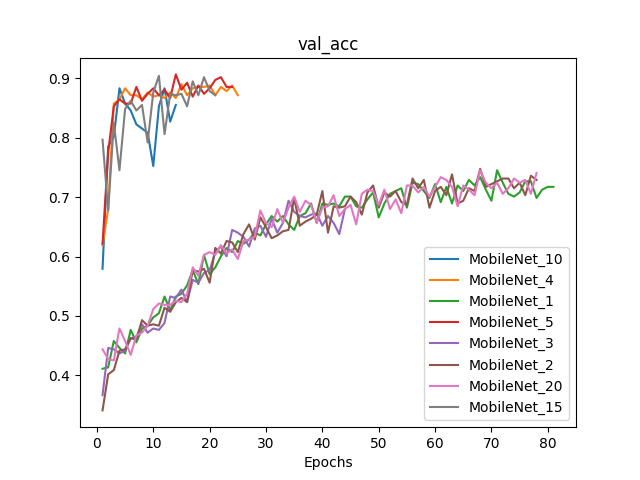 val_acc
0.9
0.8
0.7
0.6
0.5
0.4
0 10 20 30 40 50 60 70 80
Epochs
MobileNet_10
MobileNet_4
MobileNet_1
MobileNet_5
MobileNet_3
MobileNet_2
MobileNet_20
MobileNet_15